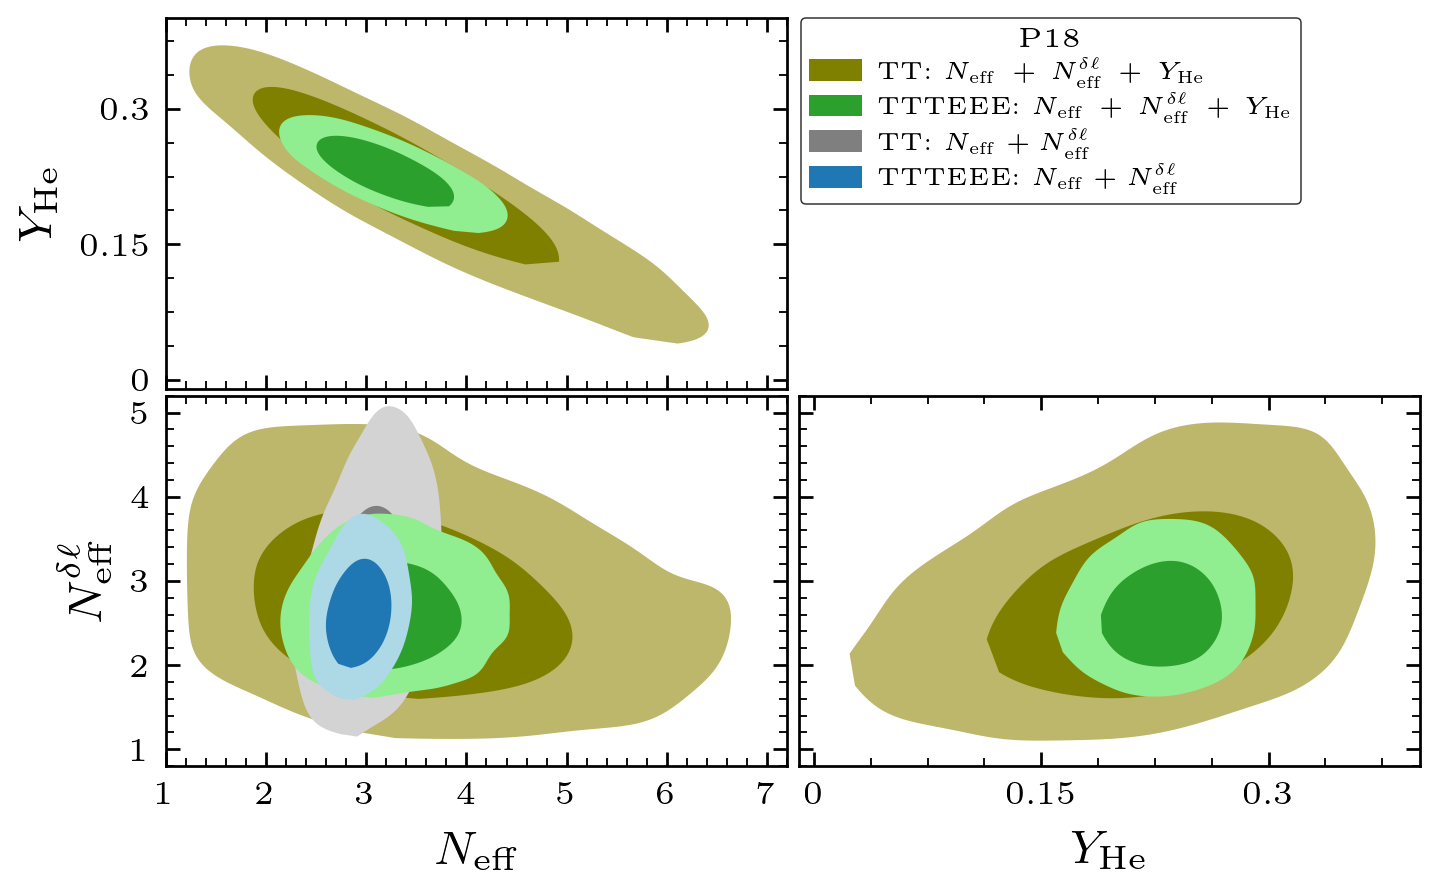 P18
TT: N_eff + N_eff^δℓ + Y_He
TTTEEE: N_eff + N_eff^δℓ + Y_He
TT: N_eff + N_eff^δℓ
TTTEEE: N_eff + N_eff^δℓ
0.3
0.15
0
Y_He
5
4
3
2
1
N_eff^δℓ
1 2 3 4 5 6 7
N_eff
0 0.15 0.3
Y_He